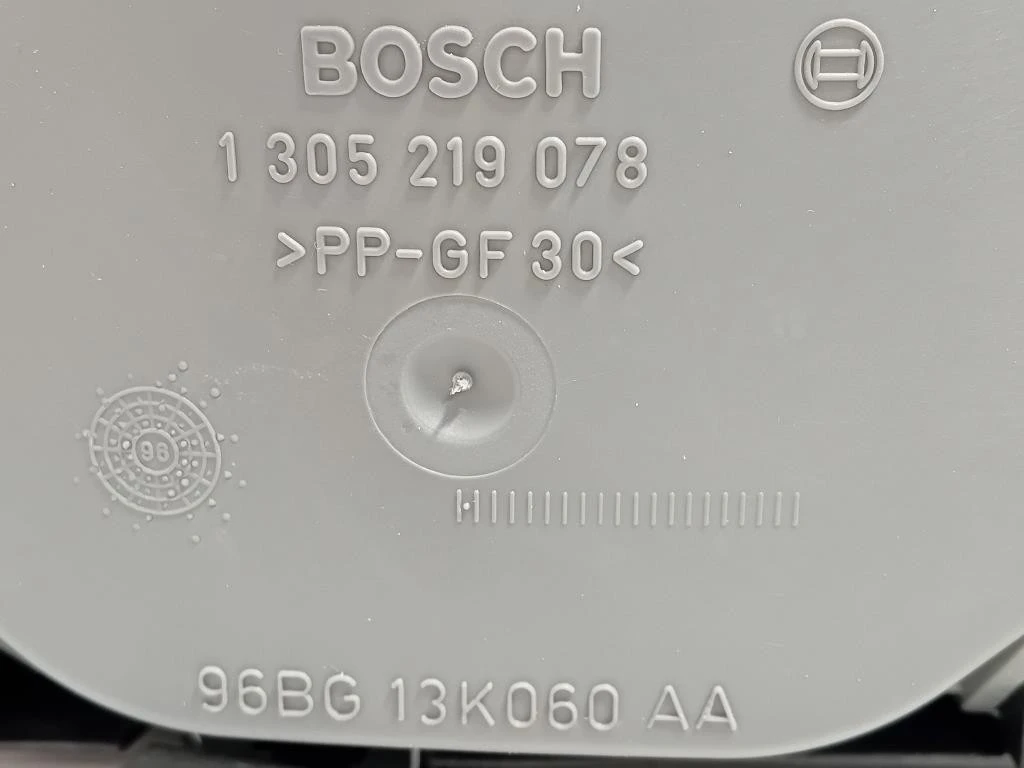 BOSCH
1 305 219 078
>PP-GF 30<
96
96BG 13K060 AA